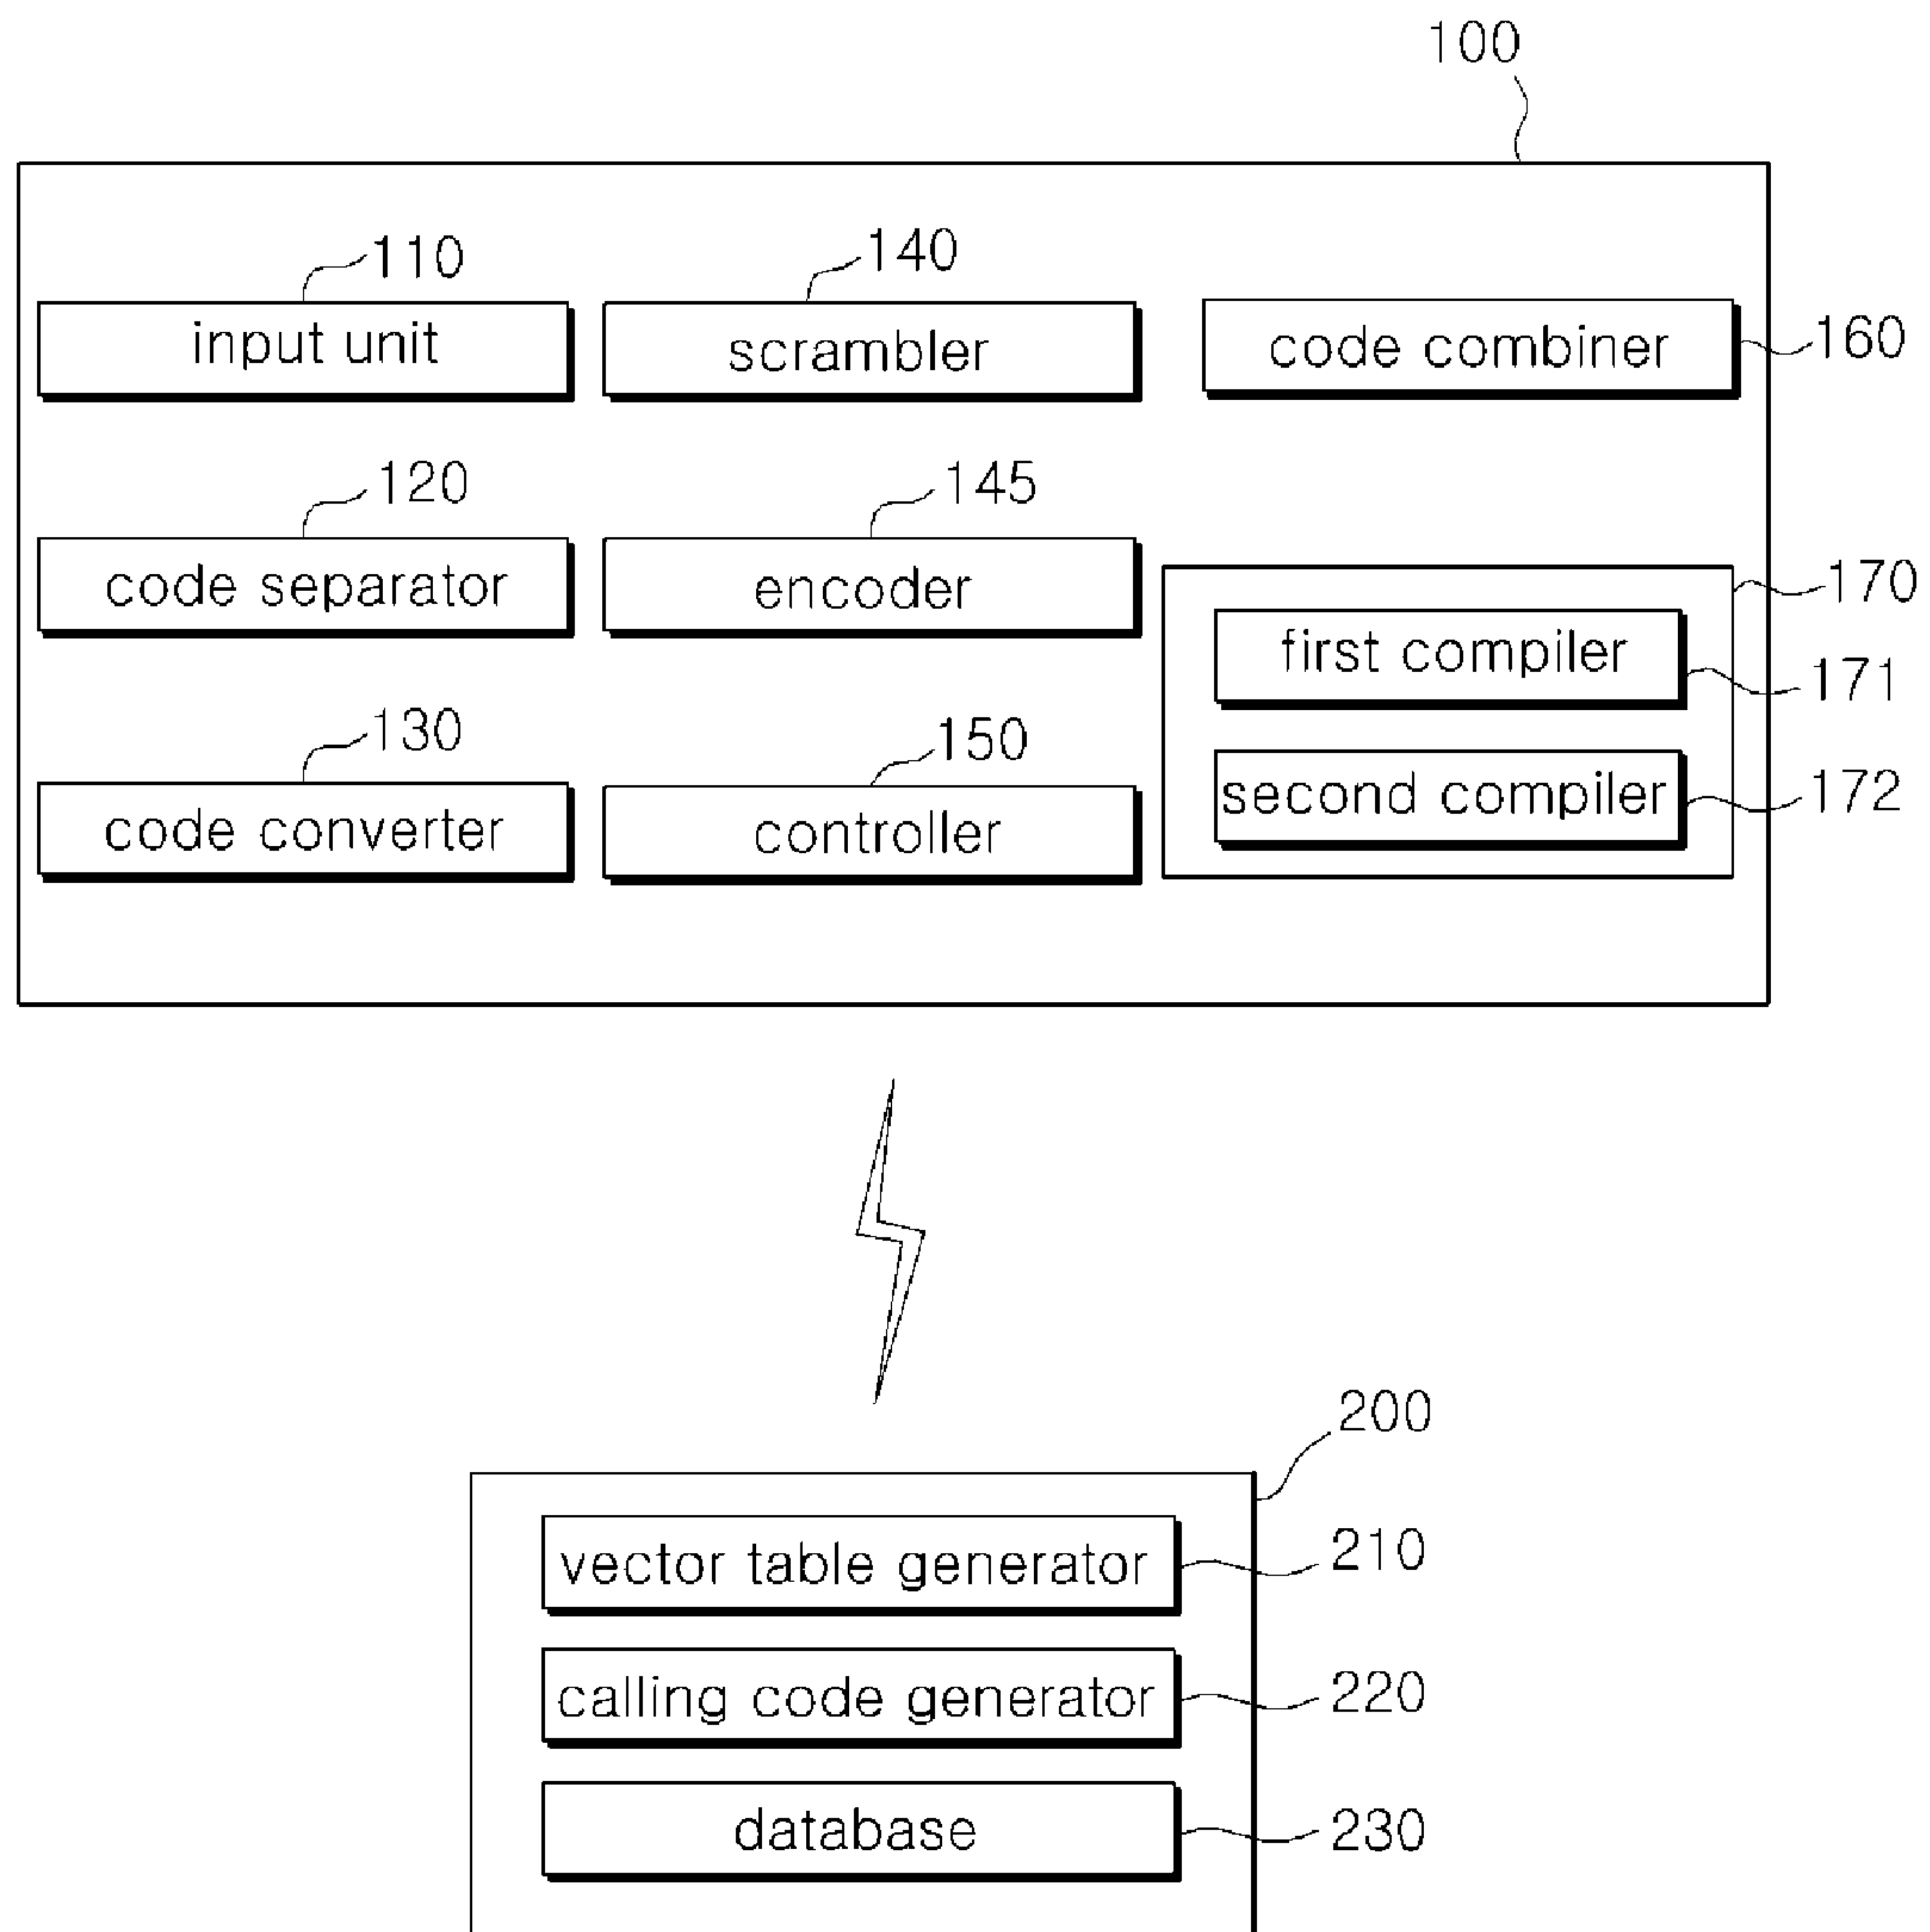 100
110
140
input unit
scrambler
code combiner
160
120
145
code separator
encoder
170
first compiler
171
130
150
second compiler
172
code converter
controller
200
vector table generator
210
calling code generator
220
database
230